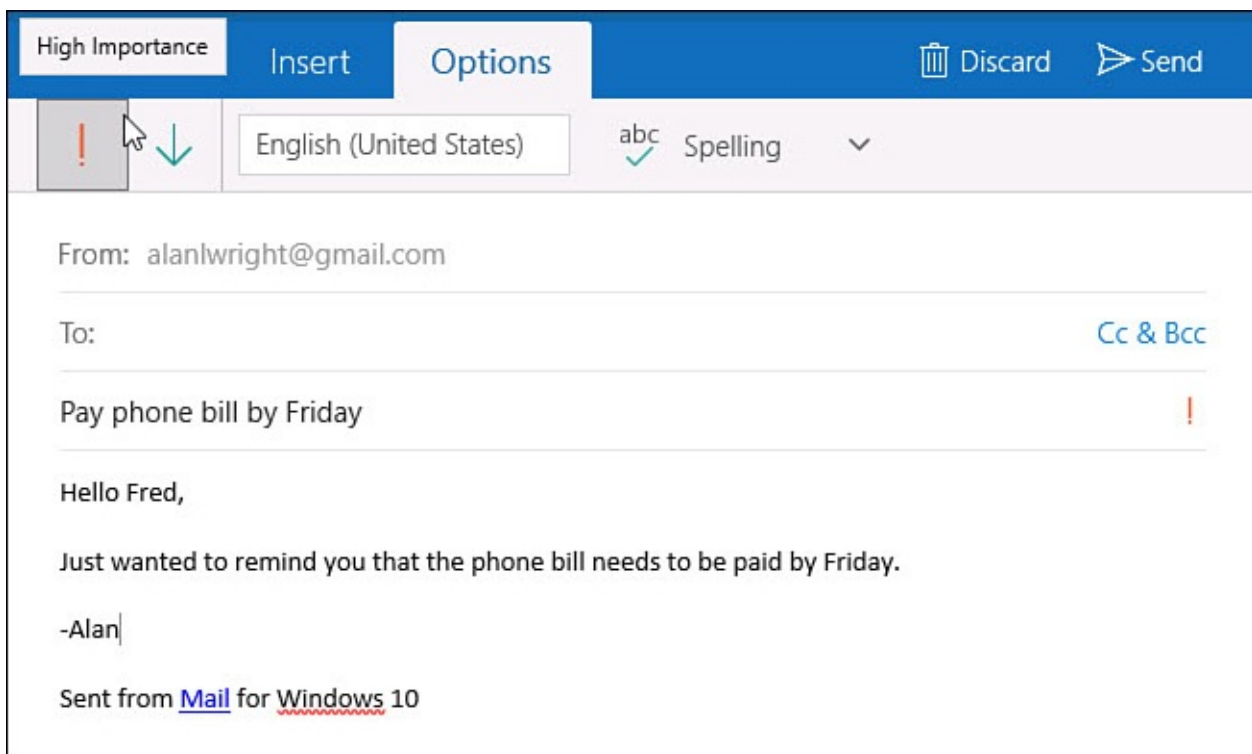 High Importance
Insert Options Discard Send
! English (United States) abc Spelling
From: alanlwright@gmail.com
To: Cc & Bcc
Pay phone bill by Friday !
Hello Fred,
Just wanted to remind you that the phone bill needs to be paid by Friday.
-Alan
Sent from Mail for Windows 10